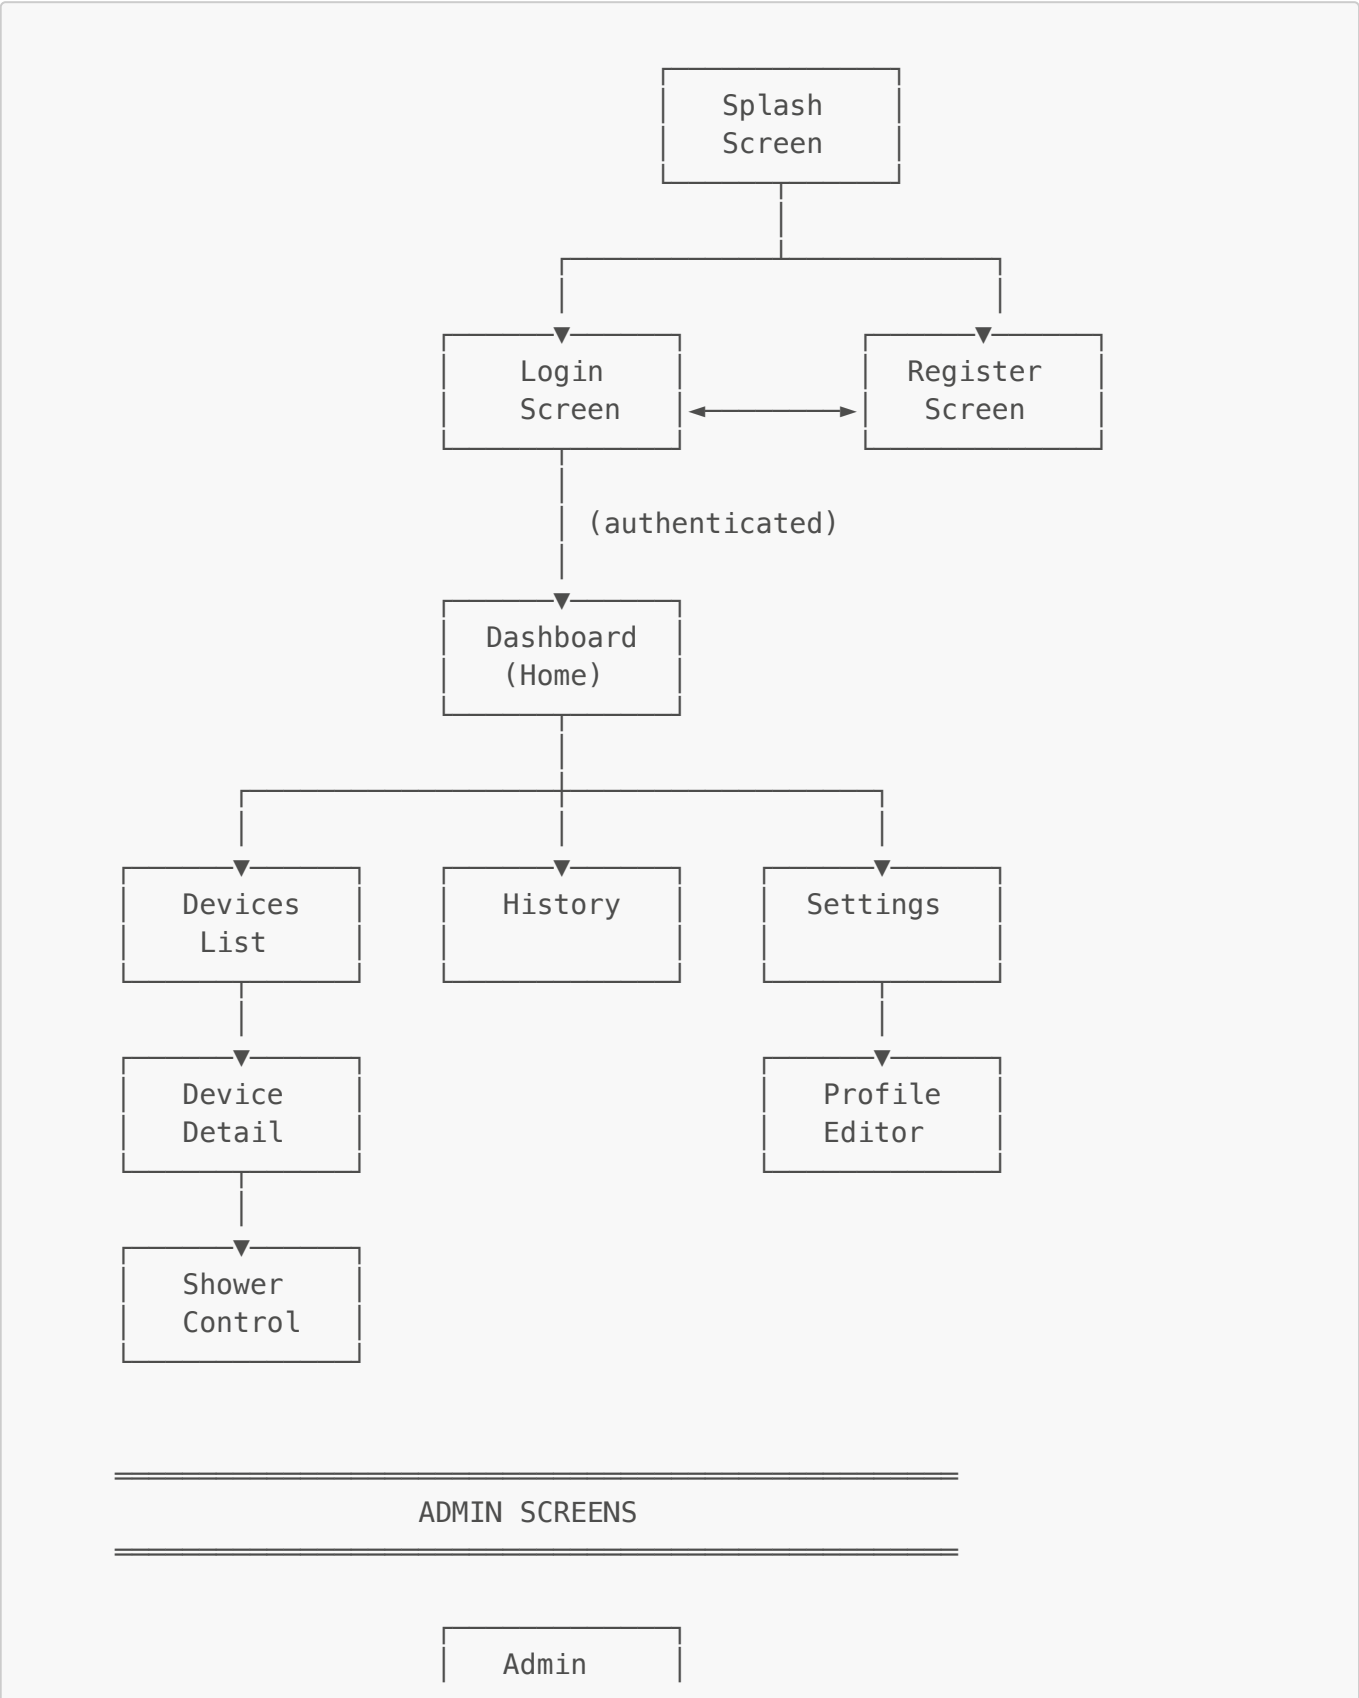 Splash
Screen
Login Register
Screen Screen
(authenticated)
Dashboard
(Home)
Devices History Settings
List
Device Profile
Detail Editor
Shower
Control
ADMIN SCREENS
Admin